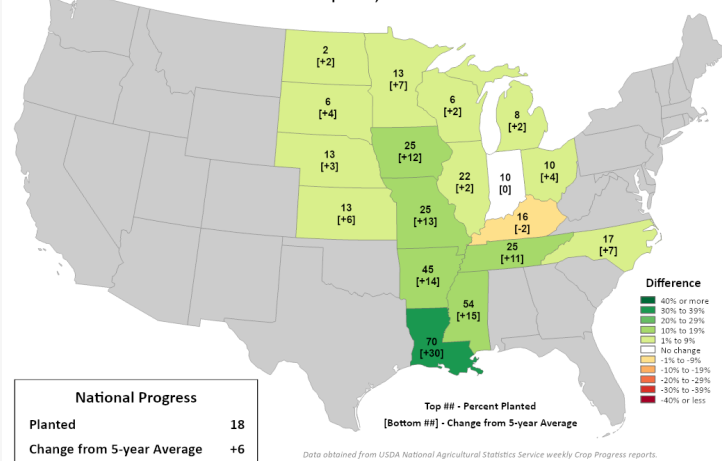 2
[+2]
13
[+7]
6
[+4]
6
[+2]
8
[+2]
13
[+3]
25
[+12]
22
[+2]
10
[0]
10
[+4]
13
[+6]
25
[+13]
16
[-2]
25
[+11]
17
[+7]
45
[+14]
54
[+15]
70
[+30]
Difference
40% or more
30% to 39%
20% to 29%
10% to 19%
1% to 9%
No change
-1% to -9%
-10% to -19%
-20% to -29%
-30% to -39%
-40% or less
National Progress
Planted 18
Change from 5-year Average +6
Top ## - Percent Planted
[Bottom ##] - Change from 5-year Average
Data obtained from USDA National Agricultural Statistics Service weekly Crop Progress reports.